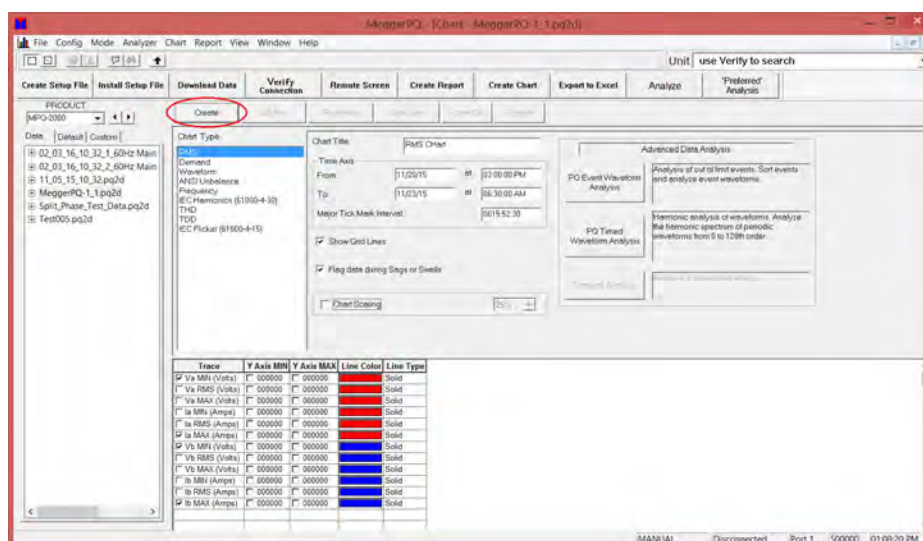 MeggerPQ - [Chart - MeggerPQ-1_1.pq2d]
File Config Mode Analyzer Chart Report View Window Help
Unit use Verify to search
Create Setup File Install Setup File Download Data Verify Connection Remote Screen Create Report Create Chart Export to Excel Analyze 'Preferred' Analysis
PRODUCT
MPQ-2000
Create
Data Default Custom
02_03_16_10_32_1_60Hz Main
02_03_16_10_32_2_60Hz Main
11_05_15_10_32.pq2d
MeggerPQ-1_1.pq2d
Split_Phase_Test_Data.pq2d
Test005.pq2d
Chart Type
RMS
Demand
Waveform
ANSI Unbalance
Frequency
IEC Harmonics (61000-4-30)
THD
TDD
IEC Flicker (61000-4-15)
Chart Title RMS CHart
Time Axis
From 11/20/15 at 03:00:00 PM
To 11/23/15 at 06:30:00 AM
Major Tick Mark Interval 0815:52:30
Show Grid Lines
Flag data during Sags or Swells
Chart Scaling
Advanced Data Analysis
PQ Event Waveform Analysis
Analysis of out of limit events. Sort events and analyze event waveforms.
PQ Timed Waveform Analysis
Harmonic analysis of waveforms. Analyze the harmonic spectrum of periodic waveforms from 0 to 128th order.
Trace Y Axis MIN Y Axis MAX Line Color Line Type
Va MIN (Volts) 000000 000000 Solid
Va RMS (Volts) 000000 000000 Solid
Va MAX (Volts) 000000 000000 Solid
Ia MIN (Amps) 000000 000000 Solid
Ia RMS (Amps) 000000 000000 Solid
Ia MAX (Amps) 000000 000000 Solid
Vb MIN (Volts) 000000 000000 Solid
Vb RMS (Volts) 000000 000000 Solid
Vb MAX (Volts) 000000 000000 Solid
Ib MIN (Amps) 000000 000000 Solid
Ib RMS (Amps) 000000 000000 Solid
Ib MAX (Amps) 000000 000000 Solid
MANUAL Disconnected Port 1 500000 01:08:20 PM